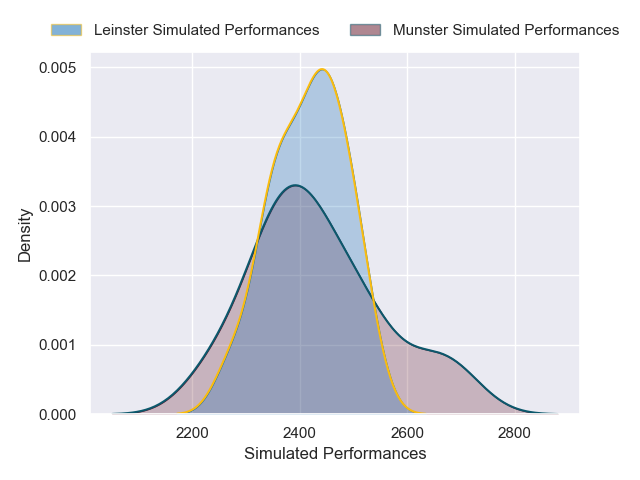 Leinster Simulated Performances Munster Simulated Performances
0.005
0.004
0.003
0.002
0.001
0.000
Density
2200 2400 2600 2800
Simulated Performances